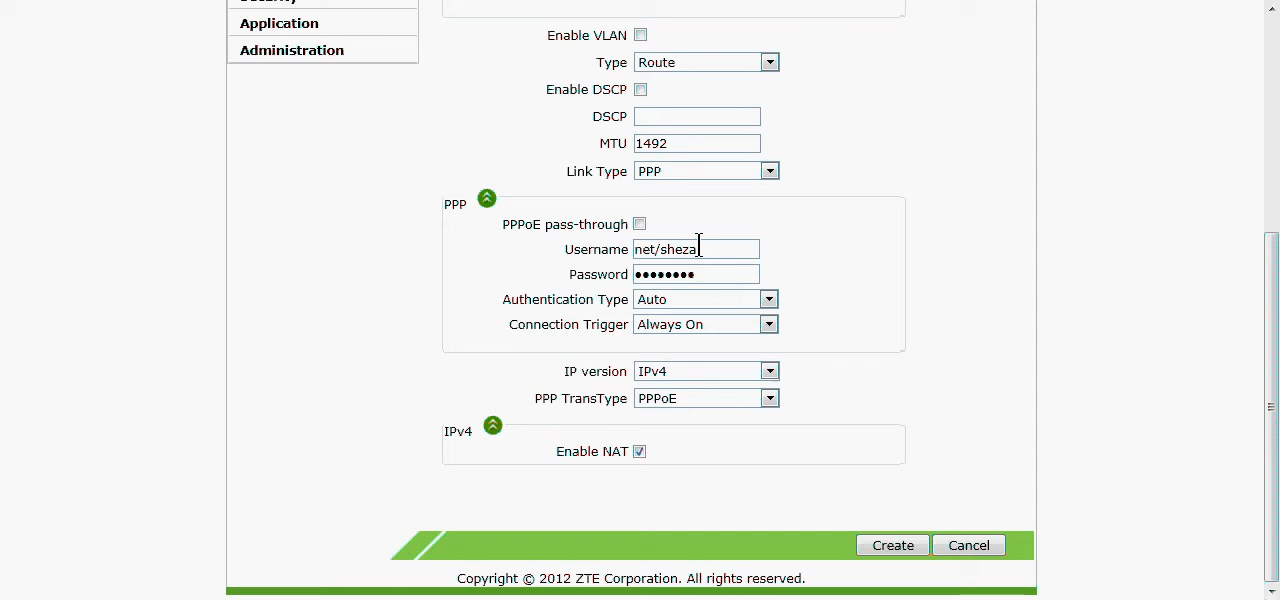 Application
Administration
Enable VLAN
Type Route
Enable DSCP
DSCP
MTU 1492
Link Type PPP
PPP
PPPoE pass-through
Username net/sheza
Password ●●●●●●●●
Authentication Type Auto
Connection Trigger Always On
IP version IPv4
PPP TransType PPPoE
IPv4
Enable NAT
Create Cancel
Copyright © 2012 ZTE Corporation. All rights reserved.